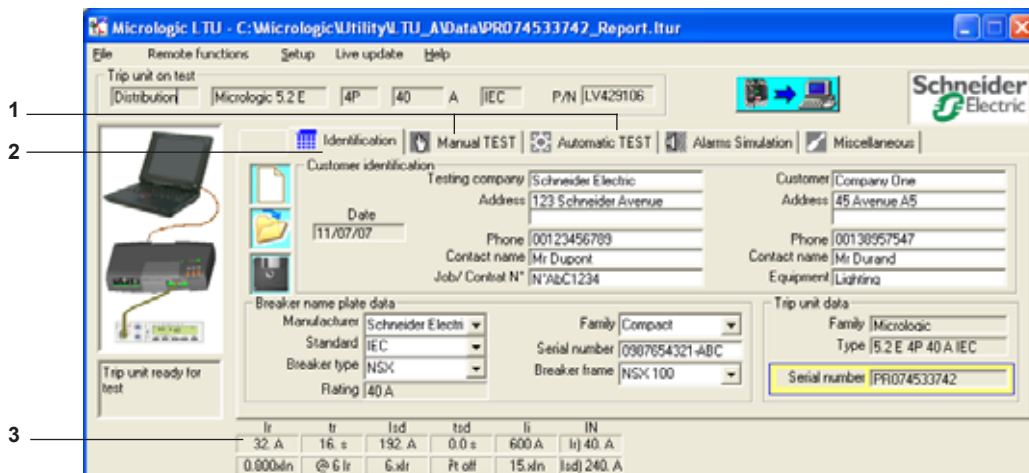 Micrologic LTU - C:\Micrologic\Utility\LTU_A\Data\PR074533742_Report.ltur
File Remote functions Setup Live update Help
Trip unit on test
Distribution Micrologic 5.2 E 4P 40 A IEC P/N LV429106
Schneider Electric
1
2
Identification Manual TEST Automatic TEST Alarms Simulation Miscellaneous
Customer identification
Testing company Schneider Electric Customer Company One
Address 123 Schneider Avenue Address 45 Avenue A5
Date
11/07/07
Phone 00123456789 Phone 00138957547
Contact name Mr Dupont Contact name Mr Durand
Job/ Contrat N° N°AbC1234 Equipment Lighting
Breaker name plate data Trip unit data
Manufacturer Schneider Electri Family Compact Family Micrologic
Standard IEC Serial number 0987654321-ABC Type 5.2 E 4P 40 A IEC
Breaker type NSX Breaker frame NSX 100 Serial number PR074533742
Rating 40 A
Trip unit ready for
test
3
Ir tr Isd tsd Ii IN
32. A 16. s 192. A 0.0 s 600 A Ir) 40. A
0.800xIn @ 6 Ir 6.xIr I²t off 15.xIn Isd) 240. A